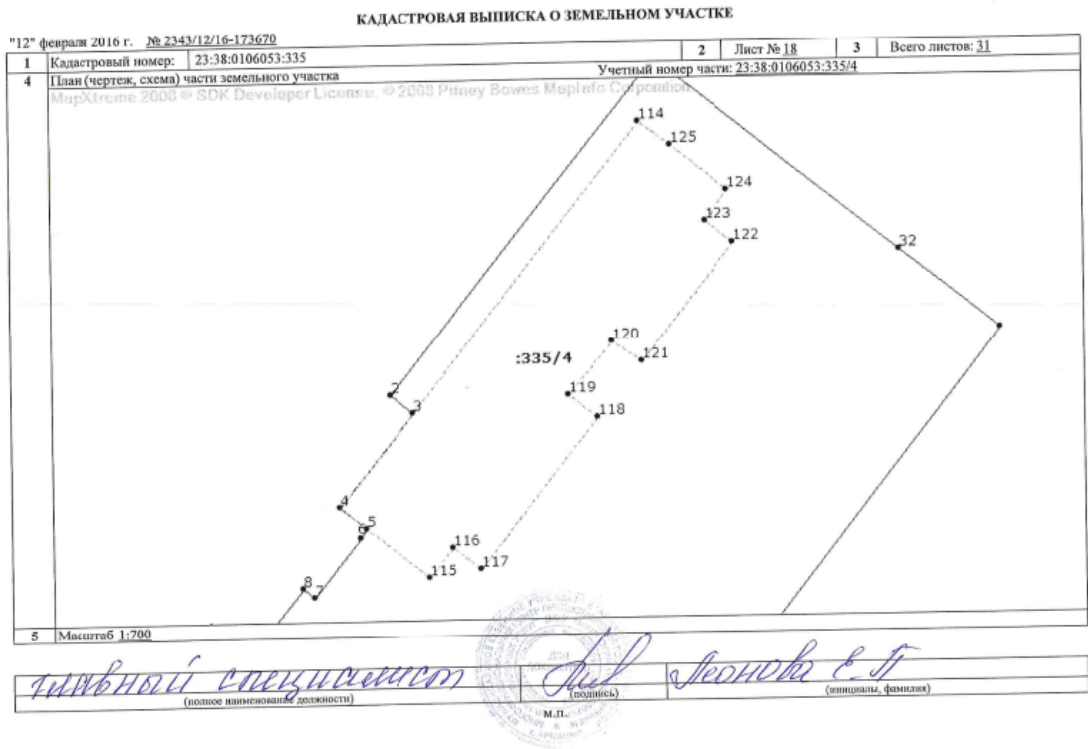 КАДАСТРОВАЯ ВЫПИСКА О ЗЕМЕЛЬНОМ УЧАСТКЕ
"12" февраля 2016 г. № 2343/12/16-173670
1 Кадастровый номер: 23:38:0106053:335 2 Лист № 18 3 Всего листов: 31
4 План (чертеж, схема) части земельного участка Учетный номер части: 23:38:0106053:335/4
MapXtreme 2008 © SDK Developer License. © 2008 Pitney Bowes MapInfo Corporation.
114
125
124
123
122
32
120
121
:335/4
119
2
3
118
4
5
6
116
117
115
8
7
5 Масштаб 1:700
главный специалист Леонова Е.П
(полное наименование должности) (подпись) (инициалы, фамилия)
м.п.